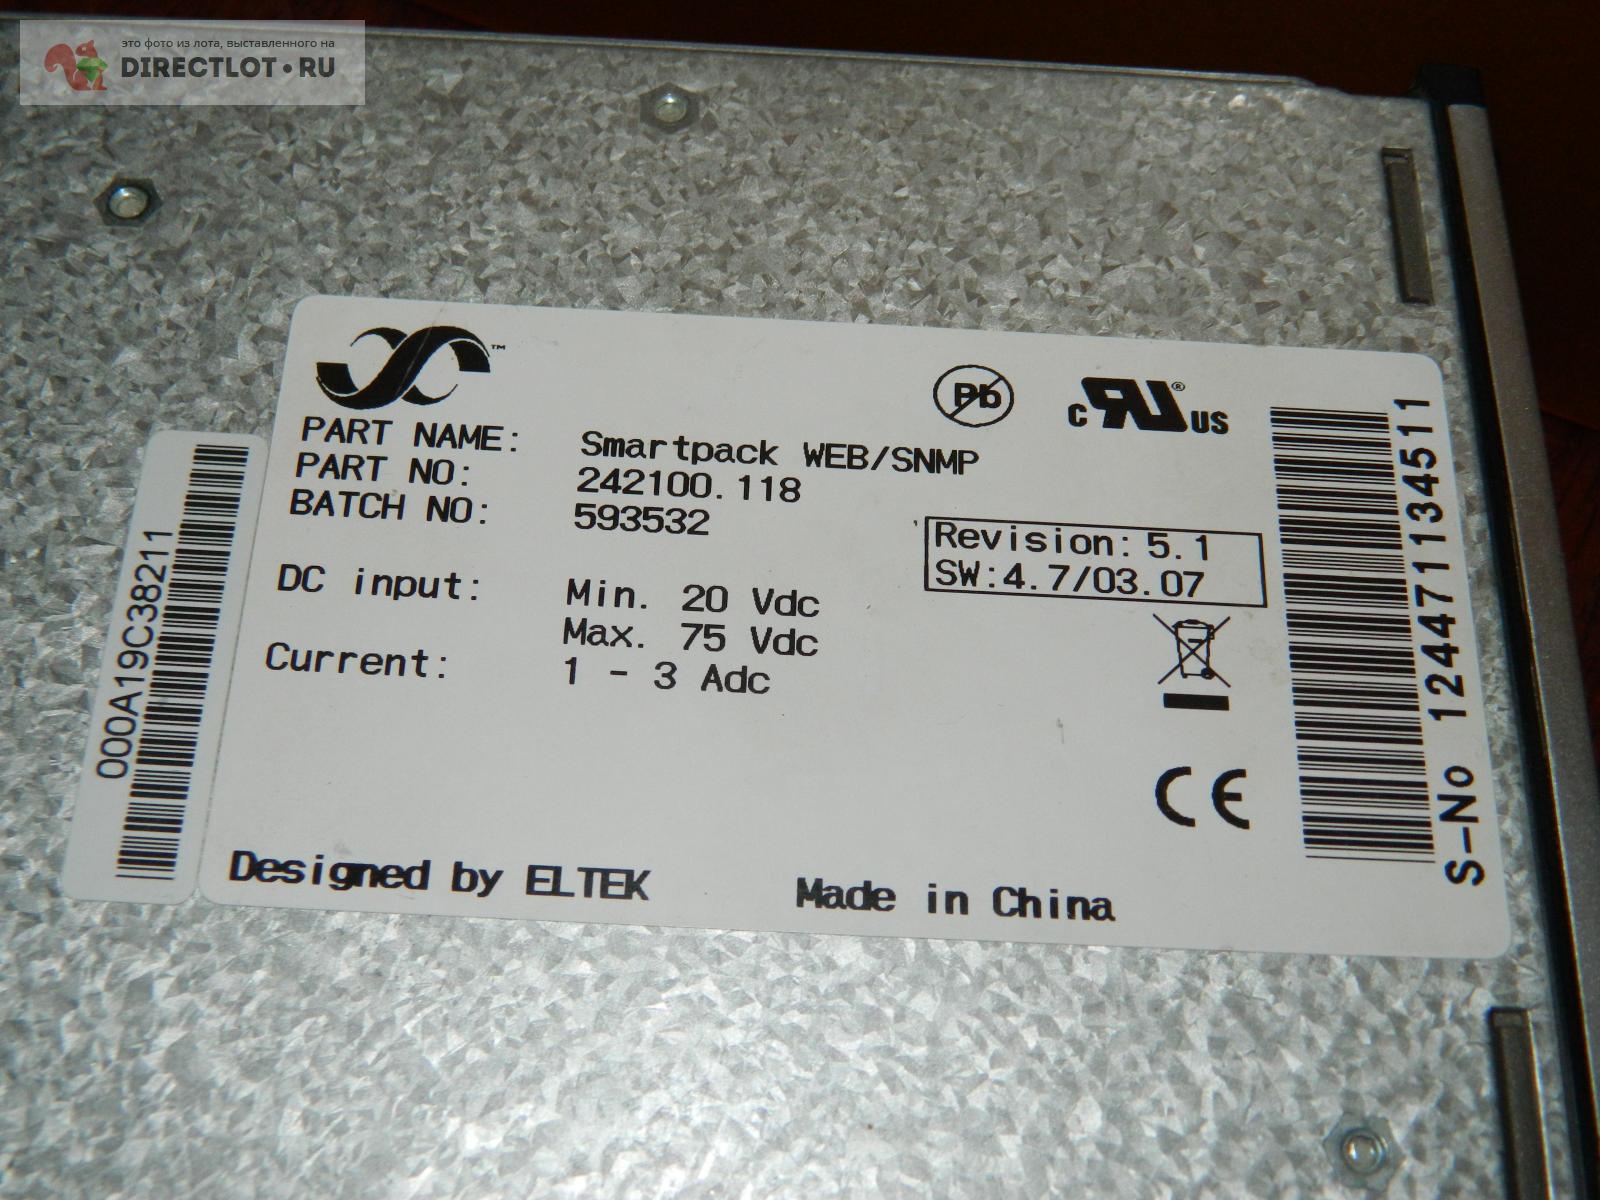 это фото из лота, выставленного на
DIRECTLOT•RU
TM
Pb
C RU® US
PART NAME: Smartpack WEB/SNMP
PART NO: 242100.118
BATCH NO: 593532
Revision: 5.1
SW:4.7/03.07
DC input: Min. 20 Vdc
Max. 75 Vdc
Current: 1 - 3 Adc
CE
Designed by ELTEK
Made in China
000A19C38211
S-No 124471134511